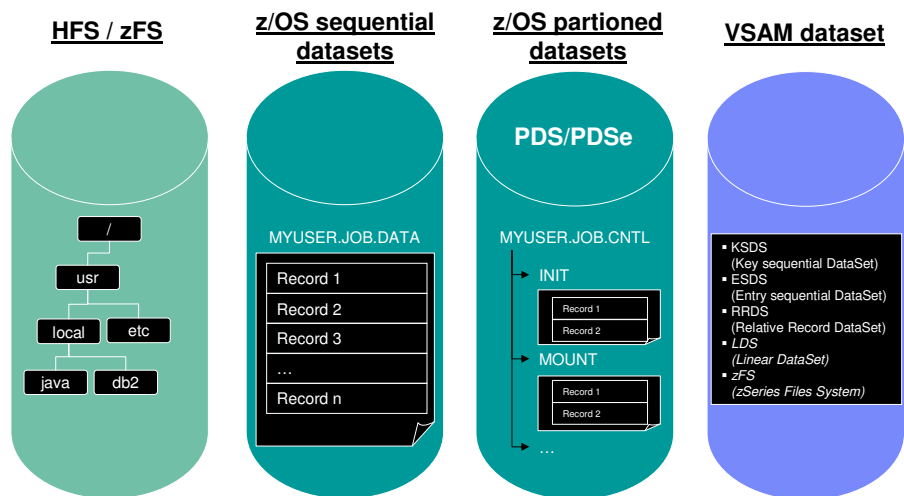 HFS / zFS
/
usr
local
etc
java
db2
z/OS sequential
datasets
MYUSER.JOB.DATA
Record 1
Record 2
Record 3
…
Record n
z/OS partioned
datasets
PDS/PDSe
MYUSER.JOB.CNTL
INIT
Record 1
Record 2
MOUNT
Record 1
Record 2
…
VSAM dataset
▪ KSDS
(Key sequential DataSet)
▪ ESDS
(Entry sequential DataSet)
▪ RRDS
(Relative Record DataSet)
▪ LDS
(Linear DataSet)
▪ zFS
(zSeries Files System)